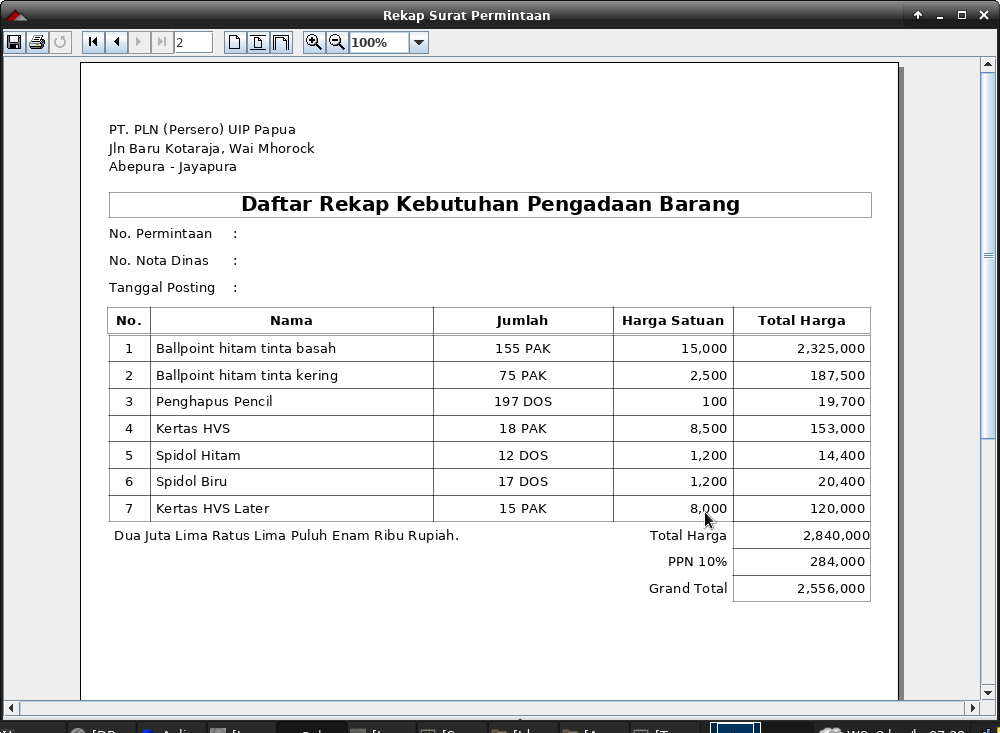 Rekap Surat Permintaan
2
100%
PT. PLN (Persero) UIP Papua
Jln Baru Kotaraja, Wai Mhorock
Abepura - Jayapura
Daftar Rekap Kebutuhan Pengadaan Barang
No. Permintaan :
No. Nota Dinas :
Tanggal Posting :
No. Nama Jumlah Harga Satuan Total Harga
1 Ballpoint hitam tinta basah 155 PAK 15,000 2,325,000
2 Ballpoint hitam tinta kering 75 PAK 2,500 187,500
3 Penghapus Pencil 197 DOS 100 19,700
4 Kertas HVS 18 PAK 8,500 153,000
5 Spidol Hitam 12 DOS 1,200 14,400
6 Spidol Biru 17 DOS 1,200 20,400
7 Kertas HVS Later 15 PAK 8,000 120,000
Dua Juta Lima Ratus Lima Puluh Enam Ribu Rupiah. Total Harga 2,840,000
PPN 10% 284,000
Grand Total 2,556,000